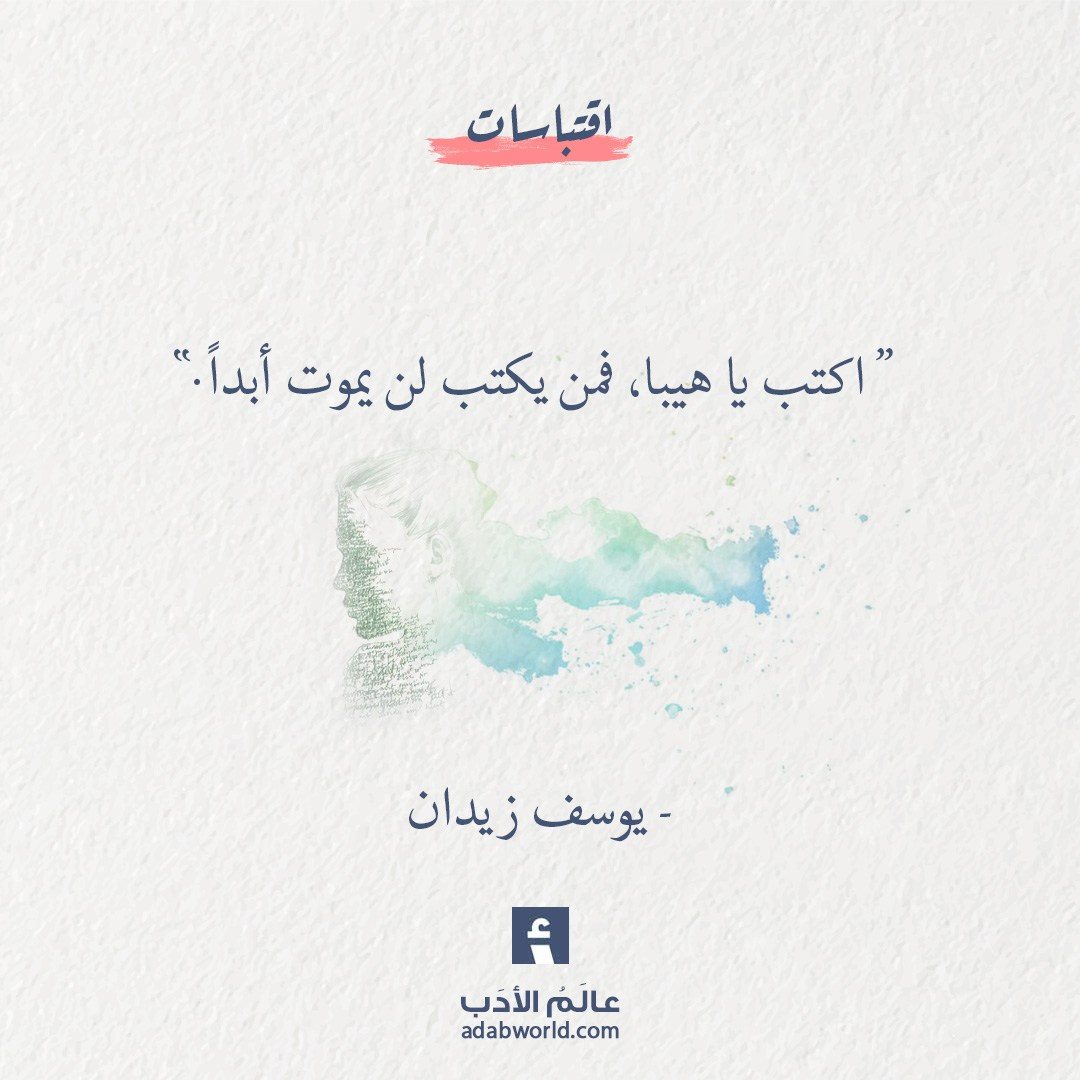 اقتباسات
” اكتب يا هيبا، فمن يكتب لن يموت أبداً.“
- يوسف زيدان
أ
عالَمُ الأدَب
adabworld.com